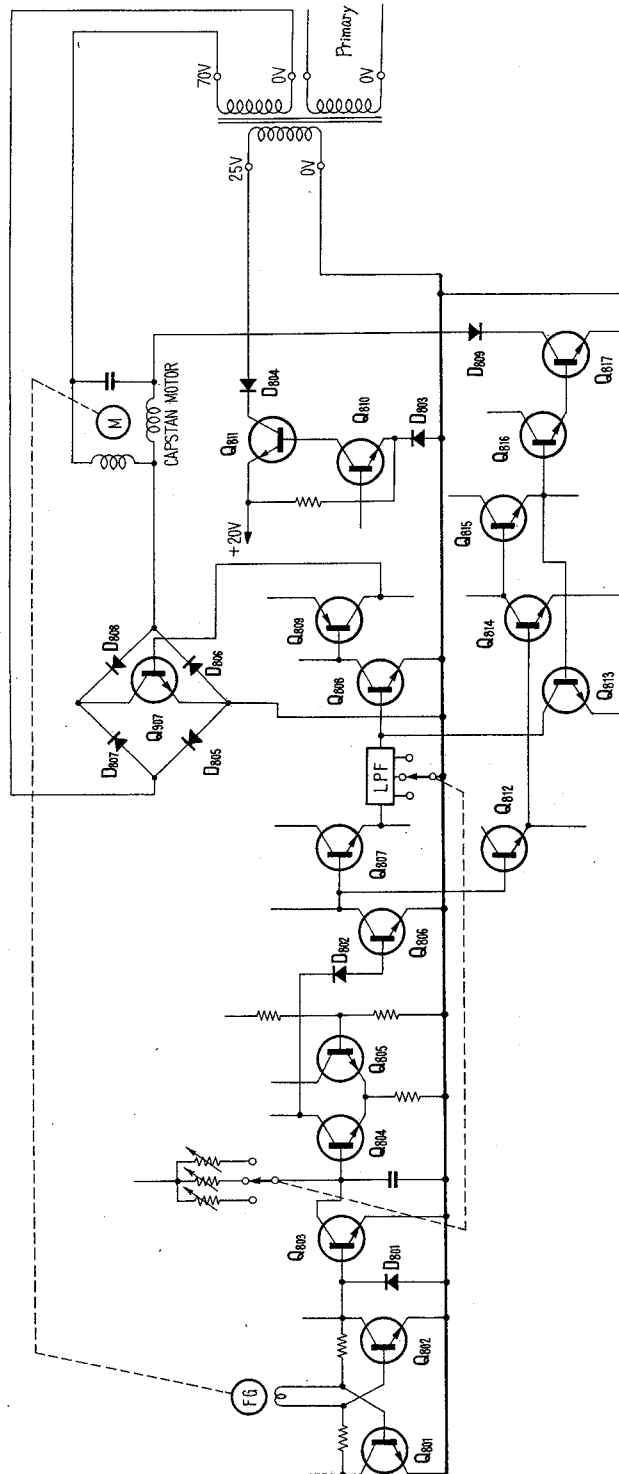 Primary
70V
0V
0V
25V
0V
CAPSTAN MOTOR
M
D804
Q811
Q810
D803
+20V
D809
Q817
Q816
Q815
Q814
Q813
Q812
D808
D806
D807
D805
Q907
Q809
Q808
LPF
Q807
D802
Q806
Q805
Q804
Q803
D801
Q802
Q801
FG